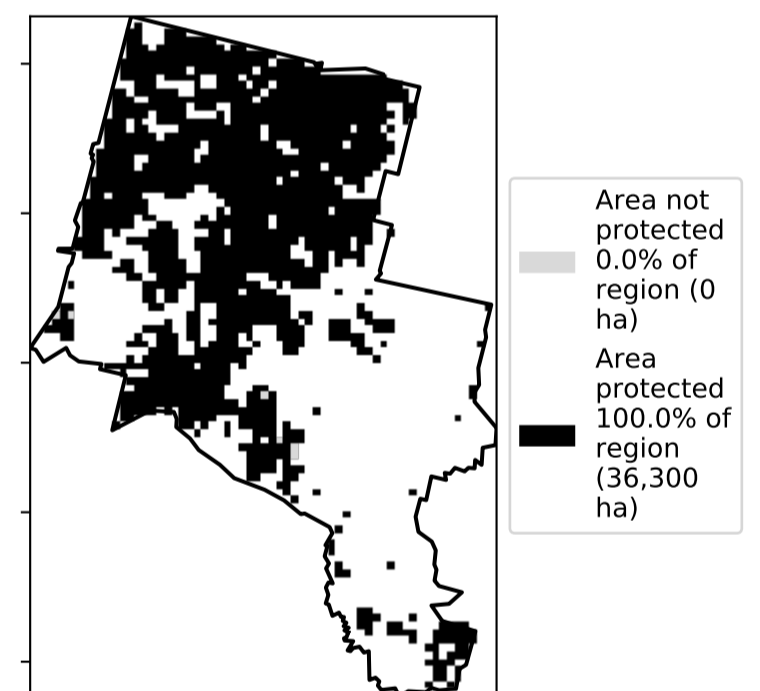 Area not
protected
0.0% of
region (0
ha)
Area
protected
100.0% of
region
(36,300
ha)